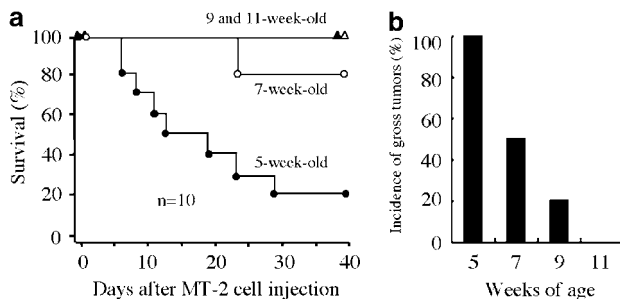 a
9 and 11-week-old
100
80
60
40
20
0
Survival (%)
7-week-old
5-week-old
n=10
0 10 20 30 40
Days after MT-2 cell injection
b
100
80
60
40
20
0
Incidence of gross tumors (%)
5 7 9 11
Weeks of age